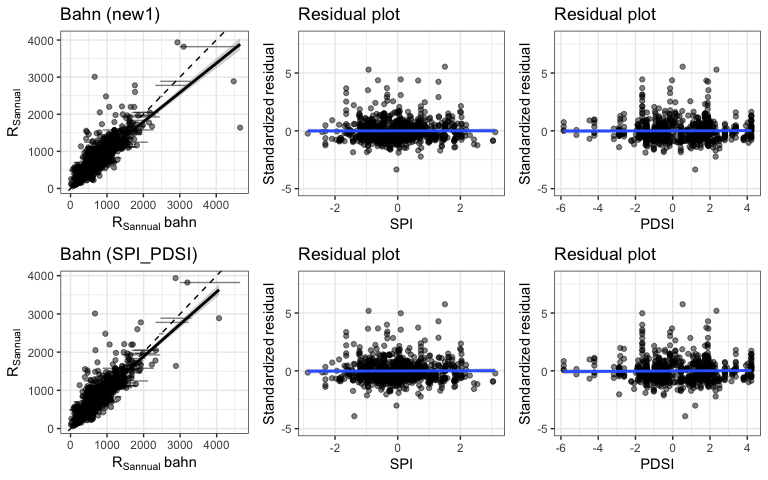 Bahn (new1)
Residual plot
Residual plot
4000
3000
2000
1000
0
RSannual
0 1000 2000 3000 4000
RSannual bahn
5
0
-5
Standardized residual
-2 0 2
SPI
5
0
-5
Standardized residual
-6 -4 -2 0 2 4
PDSI
Bahn (SPI_PDSI)
Residual plot
Residual plot
4000
3000
2000
1000
0
RSannual
0 1000 2000 3000 4000
RSannual bahn
5
0
-5
Standardized residual
-2 0 2
SPI
5
0
-5
Standardized residual
-6 -4 -2 0 2 4
PDSI